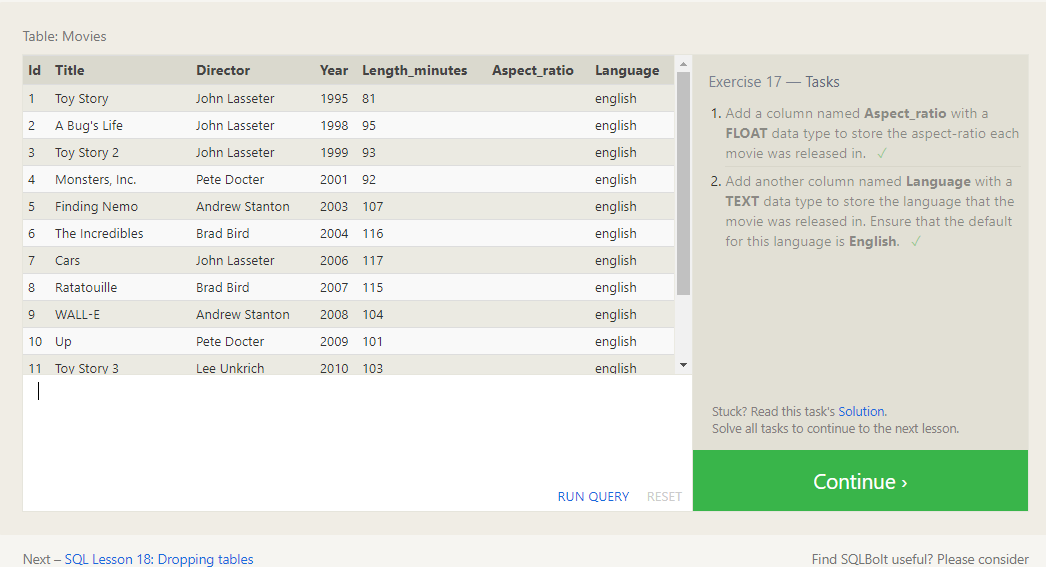 Table: Movies
Id Title Director Year Length_minutes Aspect_ratio Language
1 Toy Story John Lasseter 1995 81 english
2 A Bug's Life John Lasseter 1998 95 english
3 Toy Story 2 John Lasseter 1999 93 english
4 Monsters, Inc. Pete Docter 2001 92 english
5 Finding Nemo Andrew Stanton 2003 107 english
6 The Incredibles Brad Bird 2004 116 english
7 Cars John Lasseter 2006 117 english
8 Ratatouille Brad Bird 2007 115 english
9 WALL-E Andrew Stanton 2008 104 english
10 Up Pete Docter 2009 101 english
11 Toy Story 3 Lee Unkrich 2010 103 english
RUN QUERY RESET
Exercise 17 — Tasks
1. Add a column named Aspect_ratio with a
FLOAT data type to store the aspect-ratio each
movie was released in. ✓
2. Add another column named Language with a
TEXT data type to store the language that the
movie was released in. Ensure that the default
for this language is English. ✓
Stuck? Read this task's Solution.
Solve all tasks to continue to the next lesson.
Continue ›
Next – SQL Lesson 18: Dropping tables
Find SQLBolt useful? Please consider